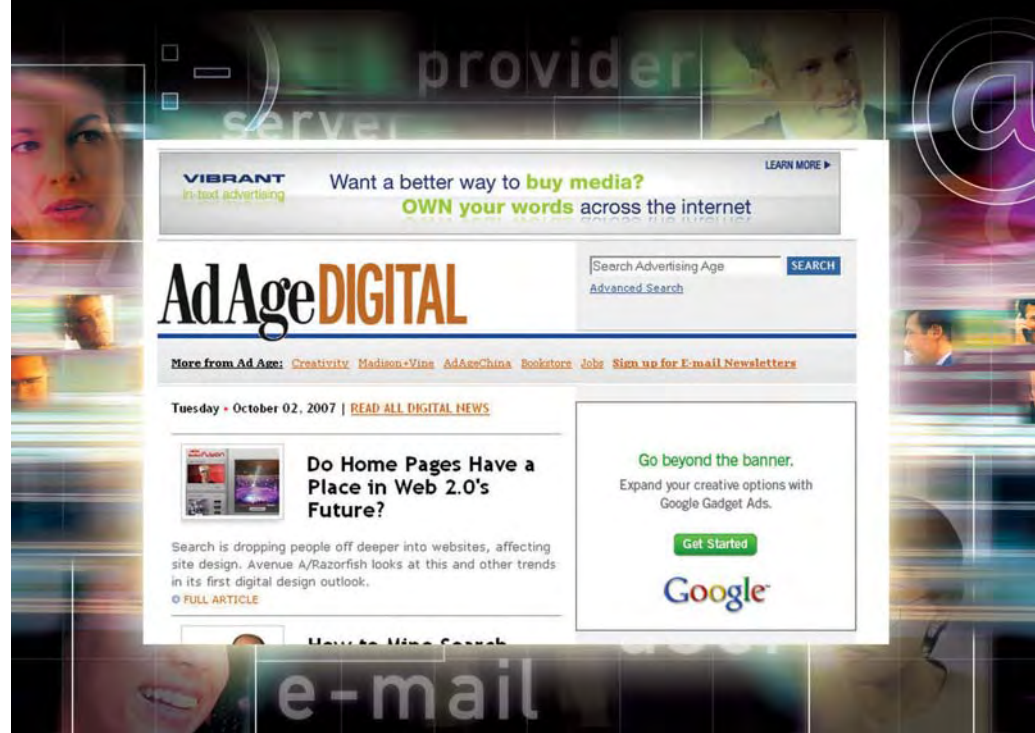 provider
server
@
VIBRANT
in-text advertising
Want a better way to buy media?
OWN your words across the internet
LEARN MORE
AdAgeDIGITAL
Search Advertising Age
SEARCH
Advanced Search
More from Ad Age: Creativity Madison+Vine AdAgeChina Bookstore Jobs Sign up for E-mail Newsletters
Tuesday • October 02, 2007 | READ ALL DIGITAL NEWS
Do Home Pages Have a
Place in Web 2.0's
Future?
Search is dropping people off deeper into websites, affecting
site design. Avenue A/Razorfish looks at this and other trends
in its first digital design outlook.
FULL ARTICLE
How to Mine Search
Go beyond the banner.
Expand your creative options with
Google Gadget Ads.
Get Started
Google
user
e-mail